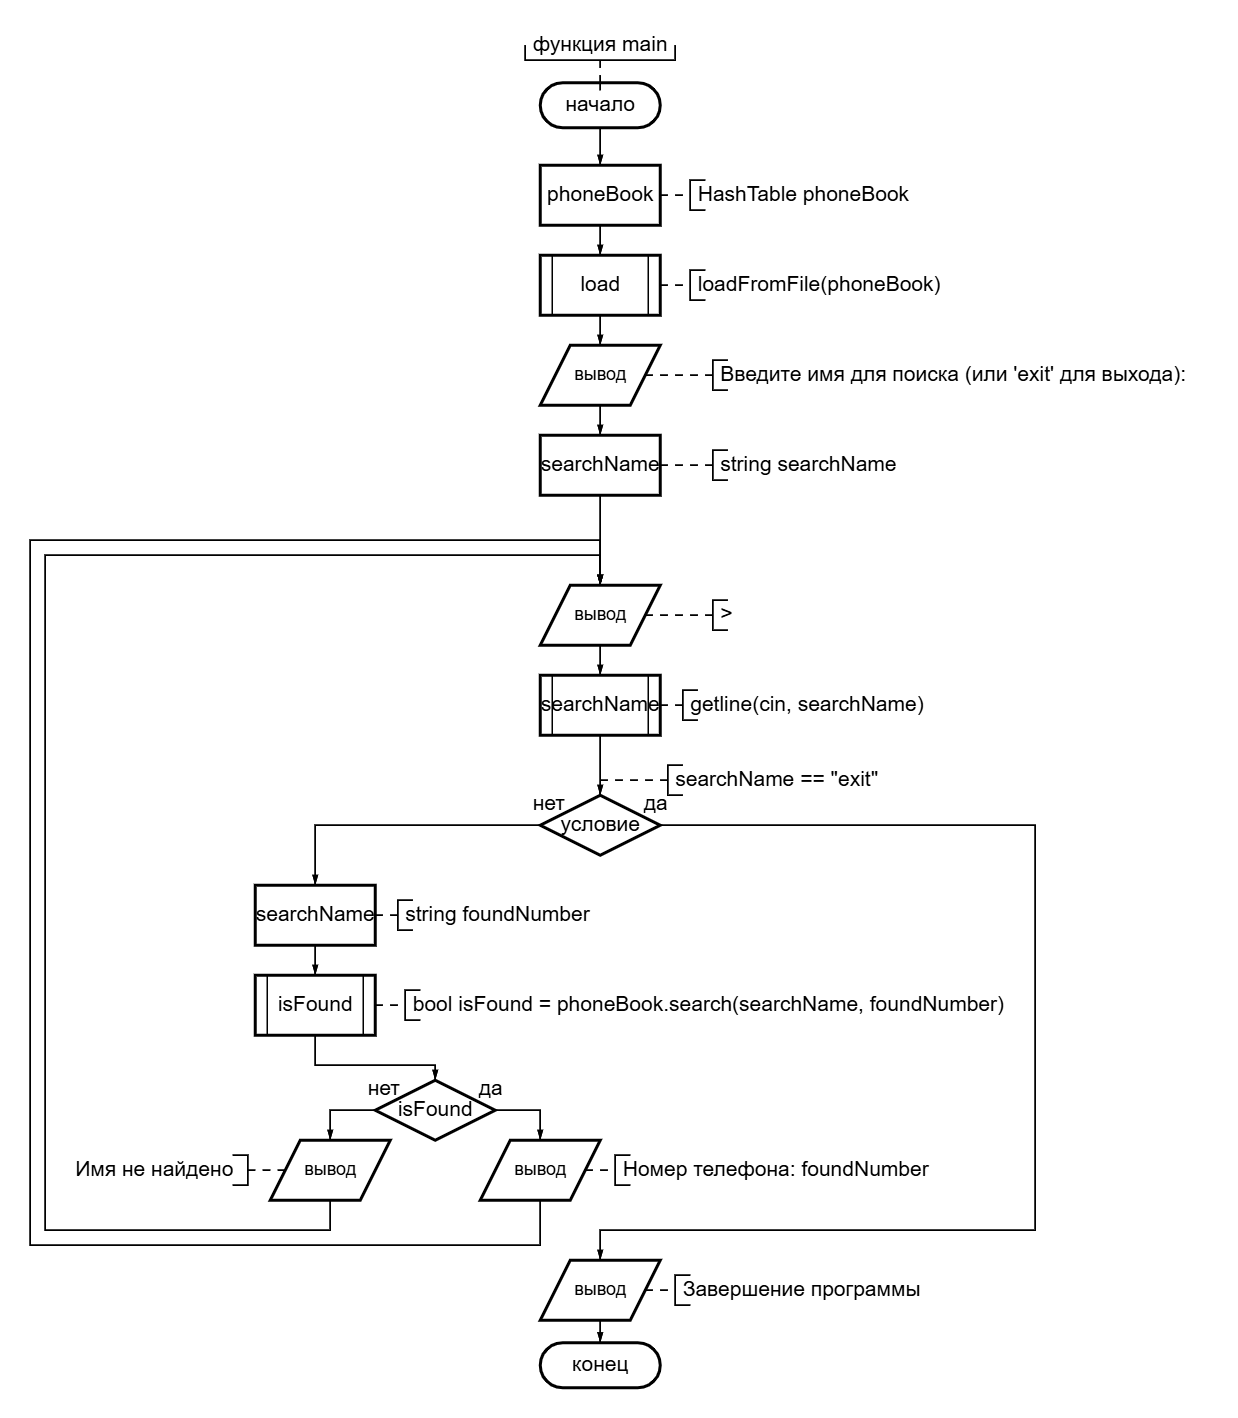 функция main
начало
phoneBook
HashTable phoneBook
load
loadFromFile(phoneBook)
вывод
Введите имя для поиска (или 'exit' для выхода):
searchName
string searchName
вывод
>
searchName
getline(cin, searchName)
searchName == "exit"
нет
да
условие
searchName
string foundNumber
isFound
bool isFound = phoneBook.search(searchName, foundNumber)
нет
да
isFound
Имя не найдено
вывод
вывод
Номер телефона: foundNumber
вывод
Завершение программы
конец